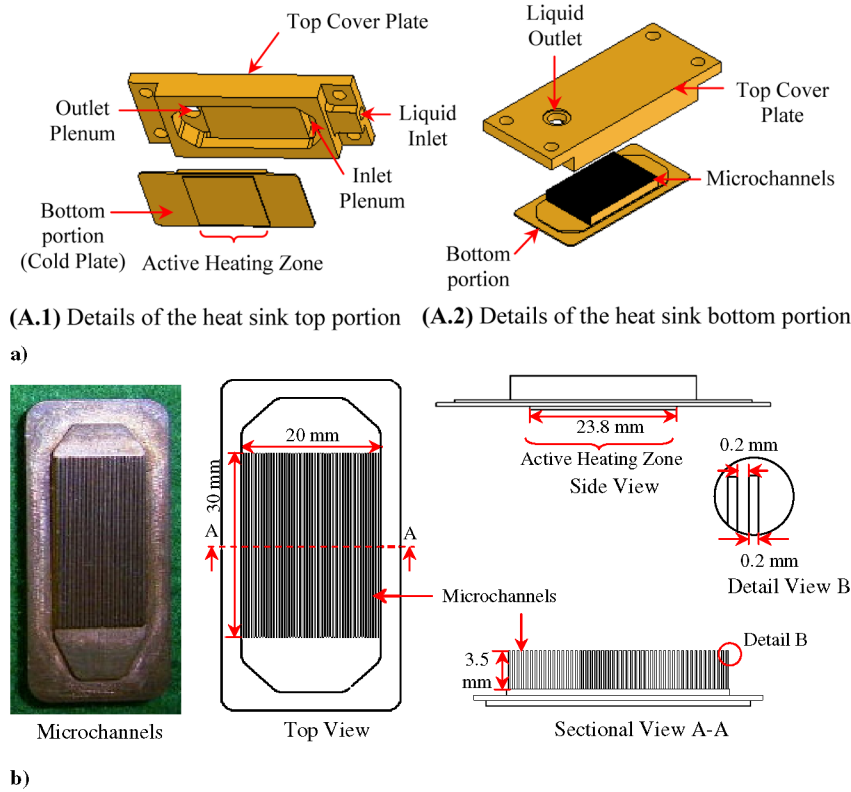 Top Cover Plate
Outlet
Plenum
Liquid
Inlet
Inlet
Plenum
Bottom
portion
(Cold Plate)
Active Heating Zone
Liquid
Outlet
Top Cover
Plate
Microchannels
Bottom
portion
(A.1) Details of the heat sink top portion
(A.2) Details of the heat sink bottom portion
a)
20 mm
30 mm
A
A
Microchannels
Top View
23.8 mm
Active Heating Zone
Side View
0.2 mm
0.2 mm
Detail View B
Microchannels
Detail B
3.5
mm
Sectional View A-A
b)